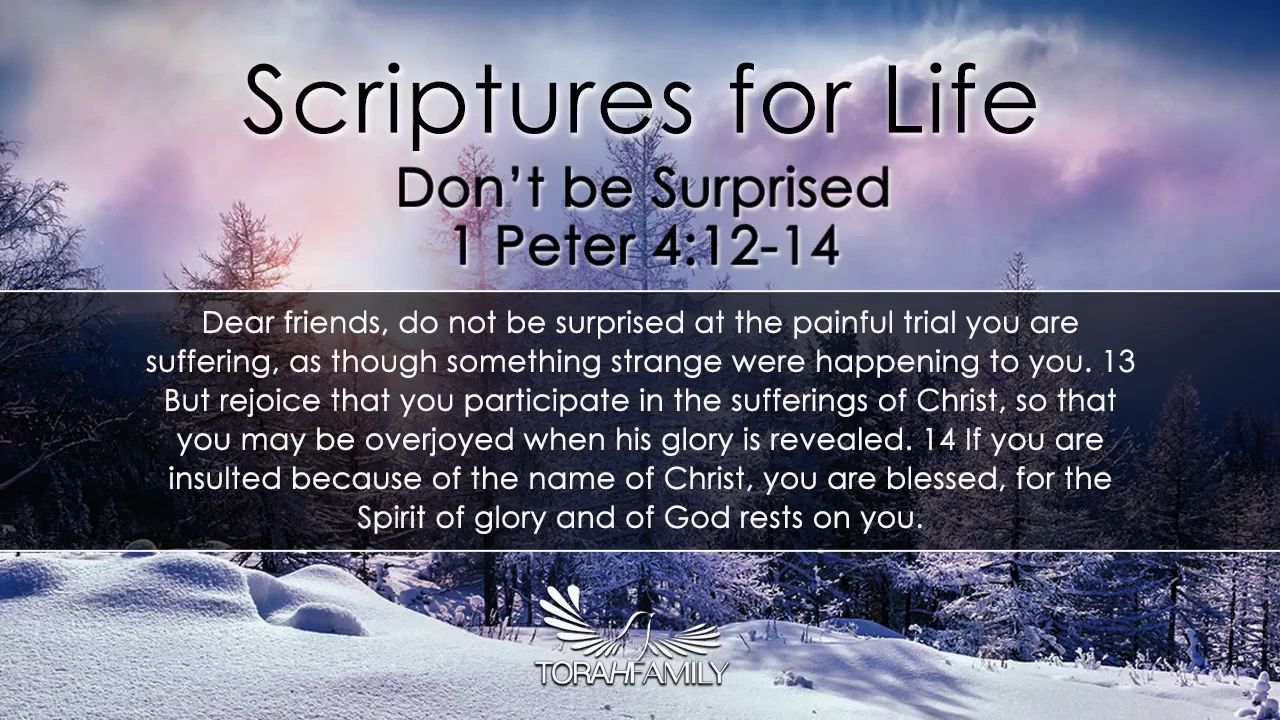 Scriptures for Life
Don't be Surprised
1 Peter 4:12-14
Dear friends, do not be surprised at the painful trial you are
suffering, as though something strange were happening to you. 13
But rejoice that you participate in the sufferings of Christ, so that
you may be overjoyed when his glory is revealed. 14 If you are
insulted because of the name of Christ, you are blessed, for the
Spirit of glory and of God rests on you.
TORAHFAMILY